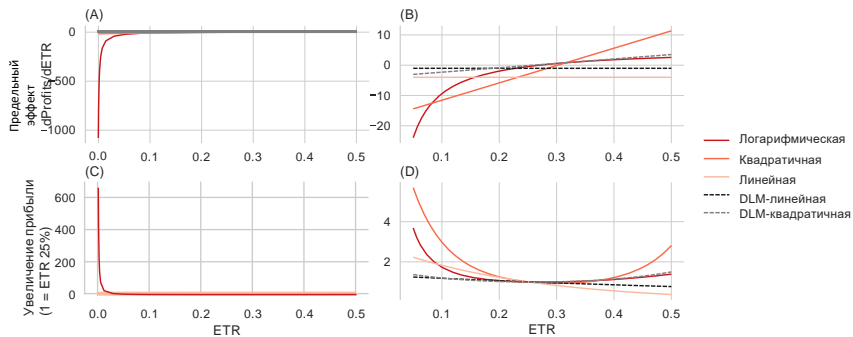 (A)
(B)
Предельный
эффект
dProfits/dETR
0
−500
−1000
0.0 0.1 0.2 0.3 0.4 0.5
10
0
−10
−20
0.1 0.2 0.3 0.4 0.5
(C)
(D)
Увеличение прибыли
(1 = ETR 25%)
600
400
200
0
0.0 0.1 0.2 0.3 0.4 0.5
ETR
4
2
0.1 0.2 0.3 0.4 0.5
ETR
Логарифмическая
Квадратичная
Линейная
DLM-линейная
DLM-квадратичная